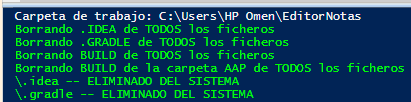 Carpeta de trabajo: C:\Users\HP Omen\EditorNotas
Borrando .IDEA de TODOS los ficheros
Borrando .GRADLE de TODOS los ficheros
Borrando BUILD de TODOS los ficheros
Borrando BUILD de la carpeta AAP de TODOS los ficheros
\.idea -- ELIMINADO DEL SISTEMA
\.gradle -- ELIMINADO DEL SISTEMA